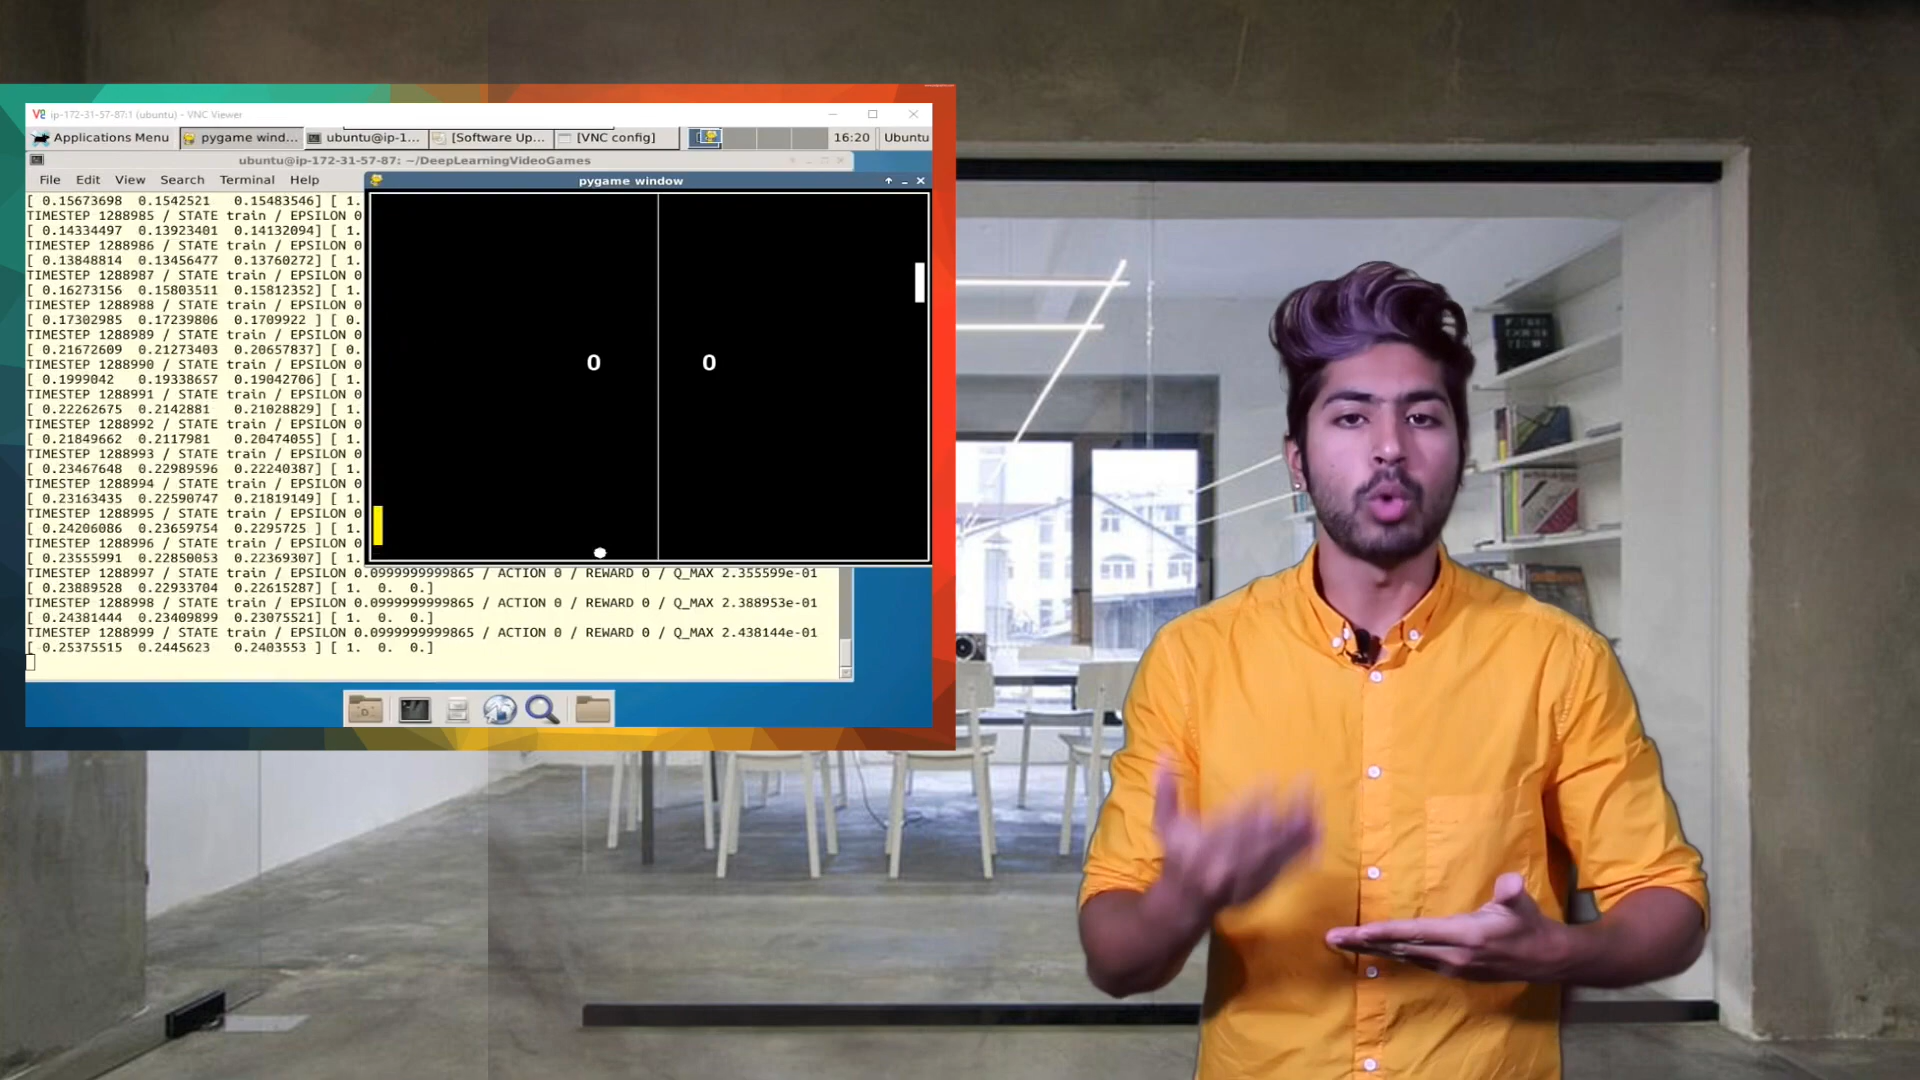 V2 ip-172-31-57-87:1 (ubuntu) - VNC Viewer
Applications Menu pygame wind... ubuntu@ip-1... [Software Up... [VNC config] 16:20 Ubuntu
ubuntu@ip-172-31-57-87: ~/DeepLearningVideoGames
File Edit View Search Terminal Help
pygame window
[ 0.15673698 0.1542521 0.15483546] [ 1.
TIMESTEP 1288985 / STATE train / EPSILON 0
[ 0.14334497 0.13923401 0.14132094] [ 1.
TIMESTEP 1288986 / STATE train / EPSILON 0
[ 0.13848814 0.13456477 0.13760272] [ 1.
TIMESTEP 1288987 / STATE train / EPSILON 0
[ 0.16273156 0.15803511 0.15812352] [ 1.
TIMESTEP 1288988 / STATE train / EPSILON 0
[ 0.17302985 0.17239806 0.1709922 ] [ 0.
TIMESTEP 1288989 / STATE train / EPSILON 0
[ 0.21672609 0.21273403 0.20657837] [ 0.
TIMESTEP 1288990 / STATE train / EPSILON 0
[ 0.1999042 0.19338657 0.19042706] [ 1.
TIMESTEP 1288991 / STATE train / EPSILON 0
[ 0.22262675 0.2142881 0.21028829] [ 1.
TIMESTEP 1288992 / STATE train / EPSILON 0
[ 0.21849662 0.2117981 0.20474055] [ 1.
TIMESTEP 1288993 / STATE train / EPSILON 0
[ 0.23467648 0.22989596 0.22240387] [ 1.
TIMESTEP 1288994 / STATE train / EPSILON 0
[ 0.23163435 0.22590747 0.21819149] [ 1.
TIMESTEP 1288995 / STATE train / EPSILON 0
[ 0.24206086 0.23659754 0.2295725 ] [ 1.
TIMESTEP 1288996 / STATE train / EPSILON 0
[ 0.23555991 0.22850053 0.22369307] [ 1.
TIMESTEP 1288997 / STATE train / EPSILON 0.0999999999865 / ACTION 0 / REWARD 0 / Q_MAX 2.355599e-01
[ 0.23889528 0.22933704 0.22615287] [ 1. 0. 0.]
TIMESTEP 1288998 / STATE train / EPSILON 0.0999999999865 / ACTION 0 / REWARD 0 / Q_MAX 2.388953e-01
[ 0.24381444 0.23409899 0.23075521] [ 1. 0. 0.]
TIMESTEP 1288999 / STATE train / EPSILON 0.0999999999865 / ACTION 0 / REWARD 0 / Q_MAX 2.438144e-01
[ 0.25375515 0.2445623 0.2403553 ] [ 1. 0. 0.]
0 0